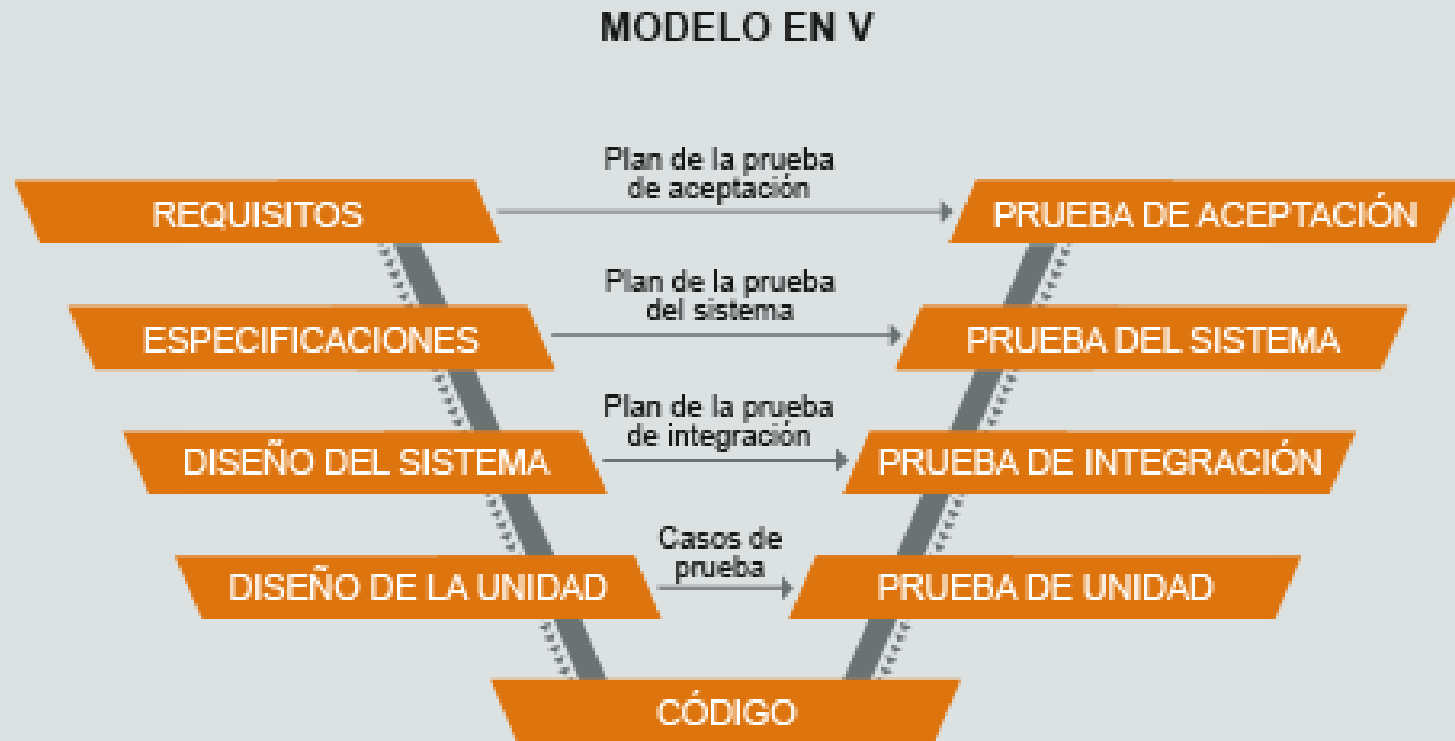 MODELO EN V
Plan de la prueba
de aceptación
REQUISITOS
PRUEBA DE ACEPTACIÓN
Plan de la prueba
del sistema
ESPECIFICACIONES
PRUEBA DEL SISTEMA
Plan de la prueba
de integración
DISEÑO DEL SISTEMA
PRUEBA DE INTEGRACIÓN
Casos de
prueba
DISEÑO DE LA UNIDAD
PRUEBA DE UNIDAD
CÓDIGO